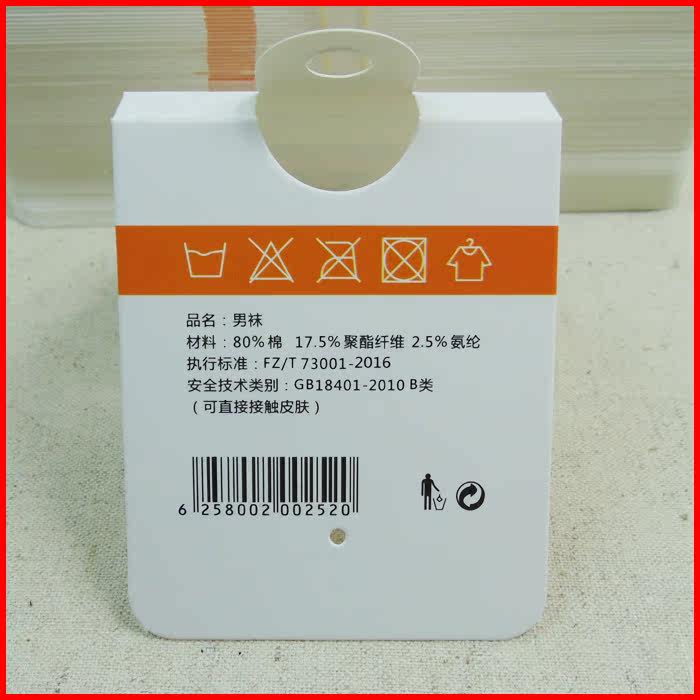 品名：男袜
材料：80%棉 17.5%聚酯纤维 2.5%氨纶
执行标准：FZ/T 73001-2016
安全技术类别：GB18401-2010 B类
（可直接接触皮肤）
6 258002 002520